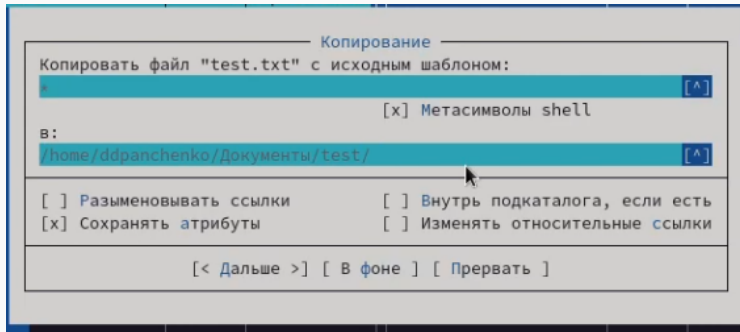 Копирование
Копировать файл "test.txt" с исходным шаблоном:
* [^]
[x] Метасимволы shell
в:
/home/ddpanchenko/Документы/test/ [^]
[ ] Разыменовывать ссылки [ ] Внутрь подкаталога, если есть
[x] Сохранять атрибуты [ ] Изменять относительные ссылки
[< Дальше >] [ В фоне ] [ Прервать ]